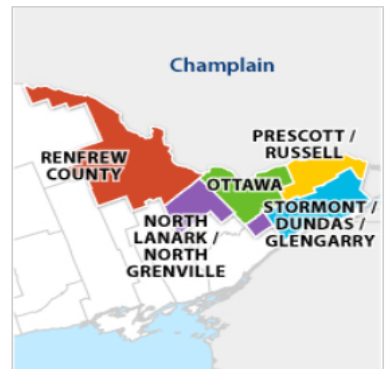 Champlain
PRESCOTT /
RUSSELL
RENFREW
COUNTY
OTTAWA
STORMONT /
DUNDAS /
GLENGARRY
NORTH
LANARK /
NORTH
GRENVILLE